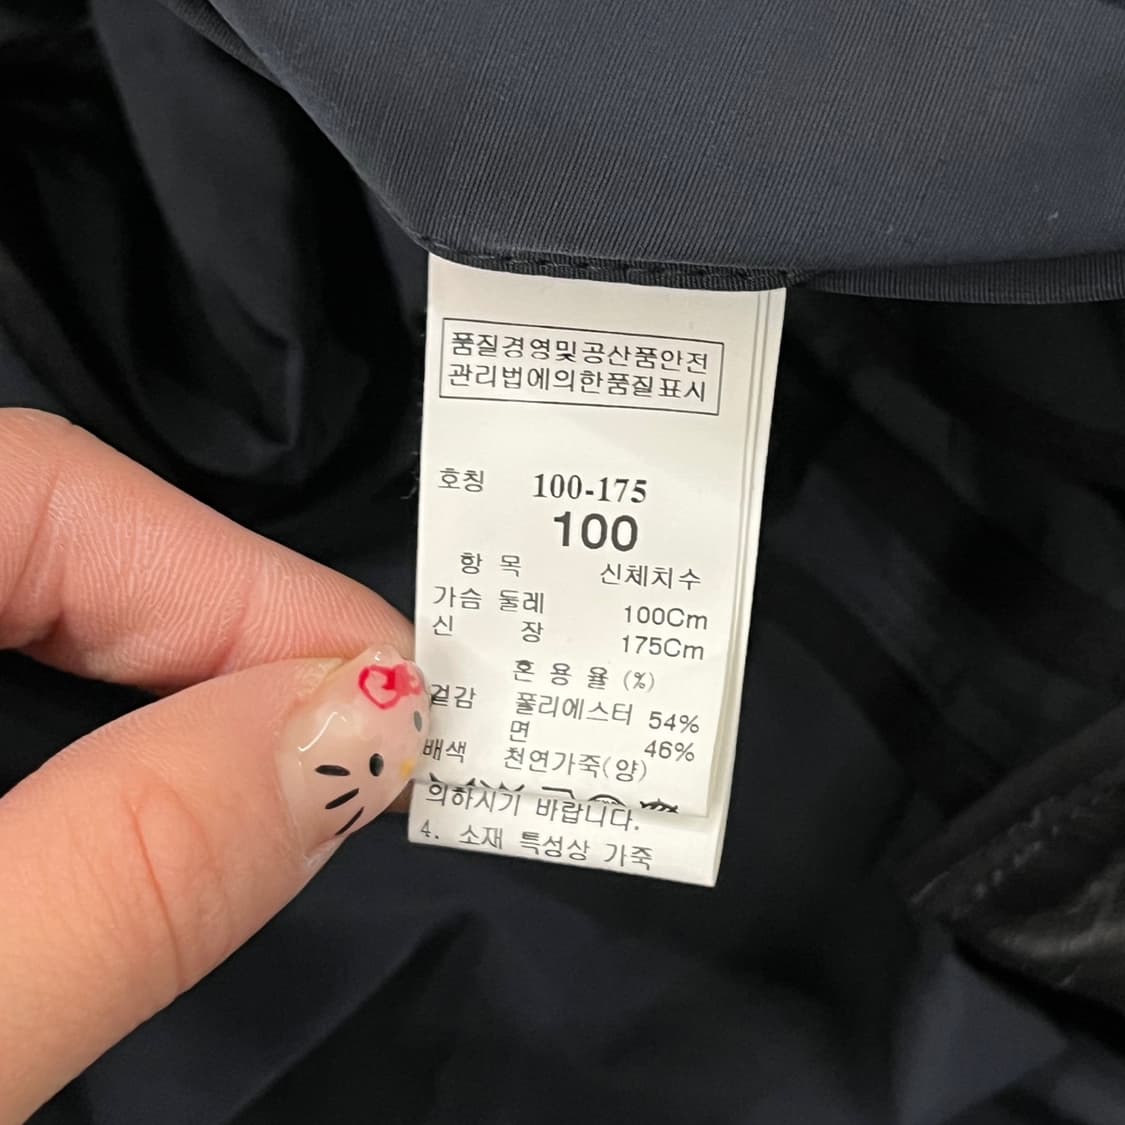 품질경영및공산품안전
관리법에의한품질표시
호칭 100-175
100
항 목 신체치수
가슴 둘레 100Cm
신 장 175Cm
혼 용 율 (%)
겉감 폴리에스터 54%
면 46%
배색 천연가죽(양)
의하시기 바랍니다.
4. 소재 특성상 가죽